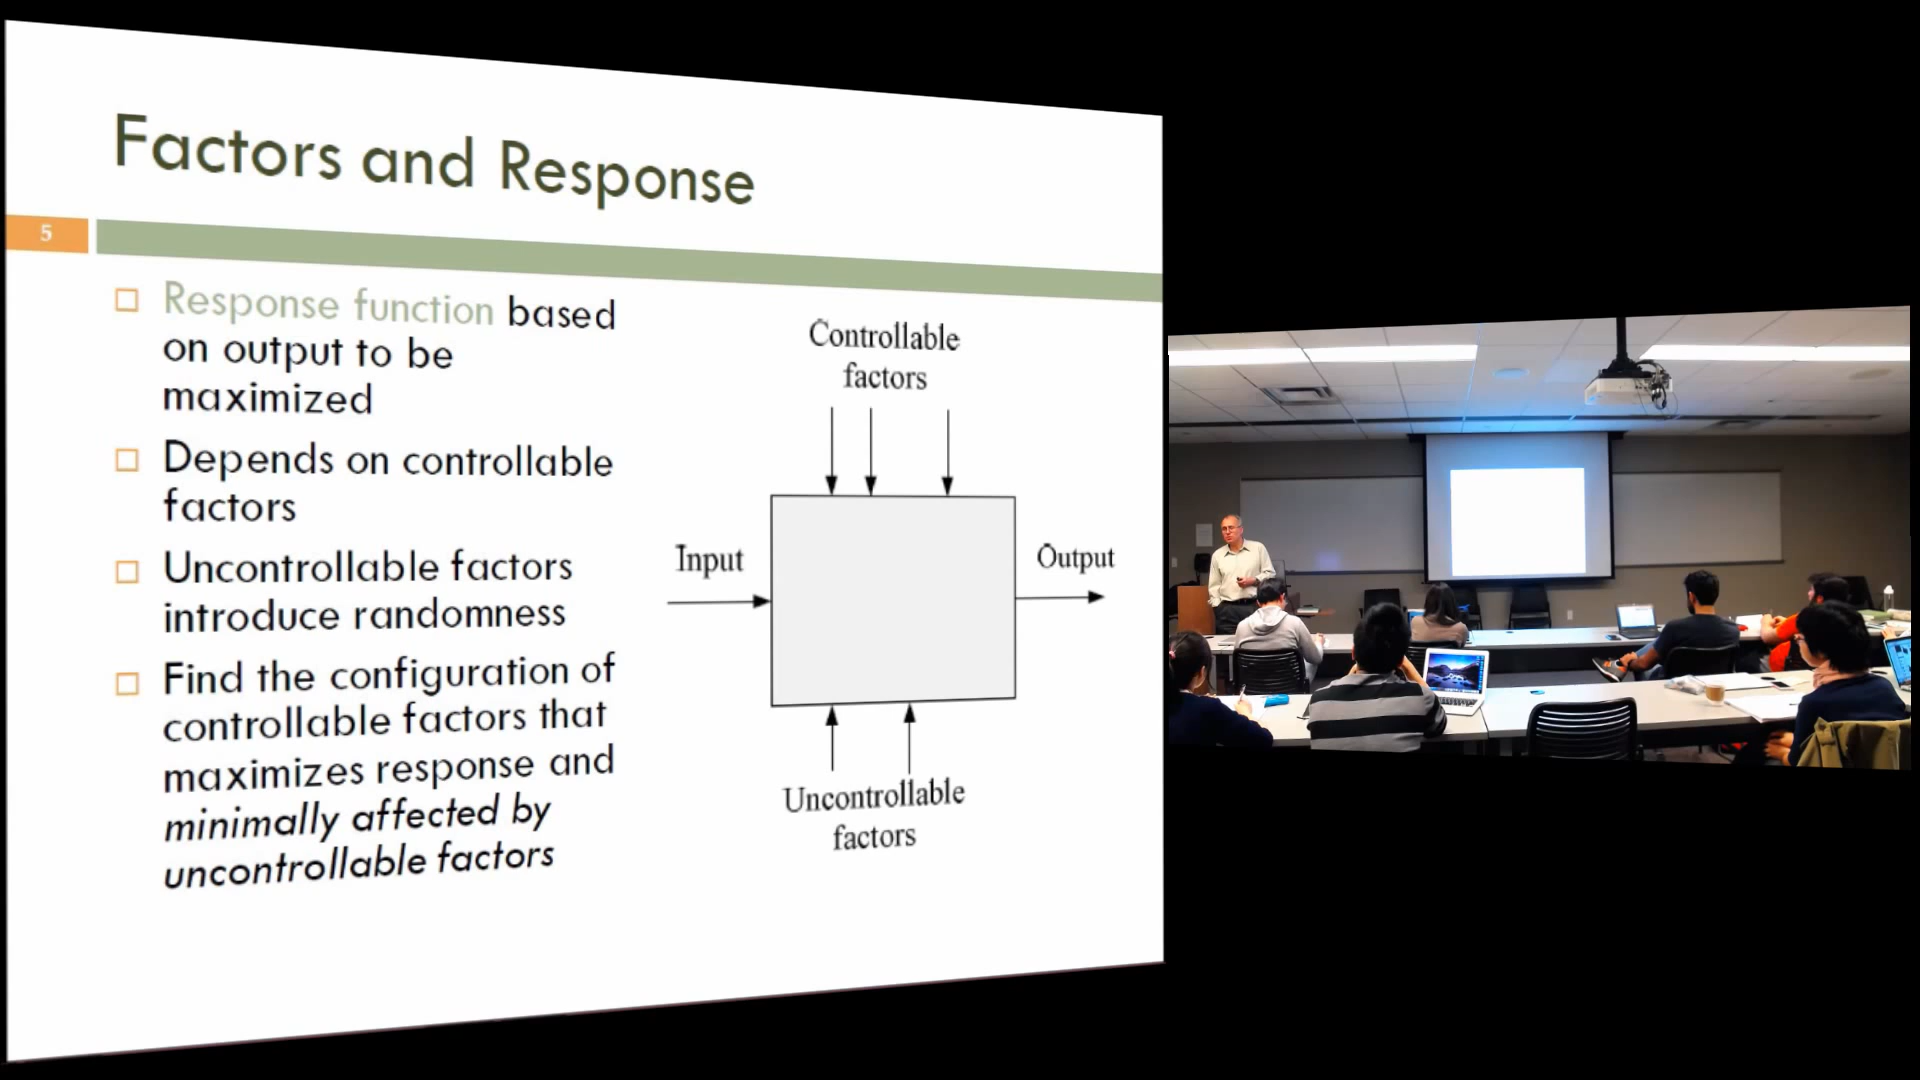 Factors and Response
5
Response function based
on output to be
maximized
Depends on controllable
factors
Uncontrollable factors
introduce randomness
Find the configuration of
controllable factors that
maximizes response and
minimally affected by
uncontrollable factors
Controllable
factors
Input
Output
Uncontrollable
factors